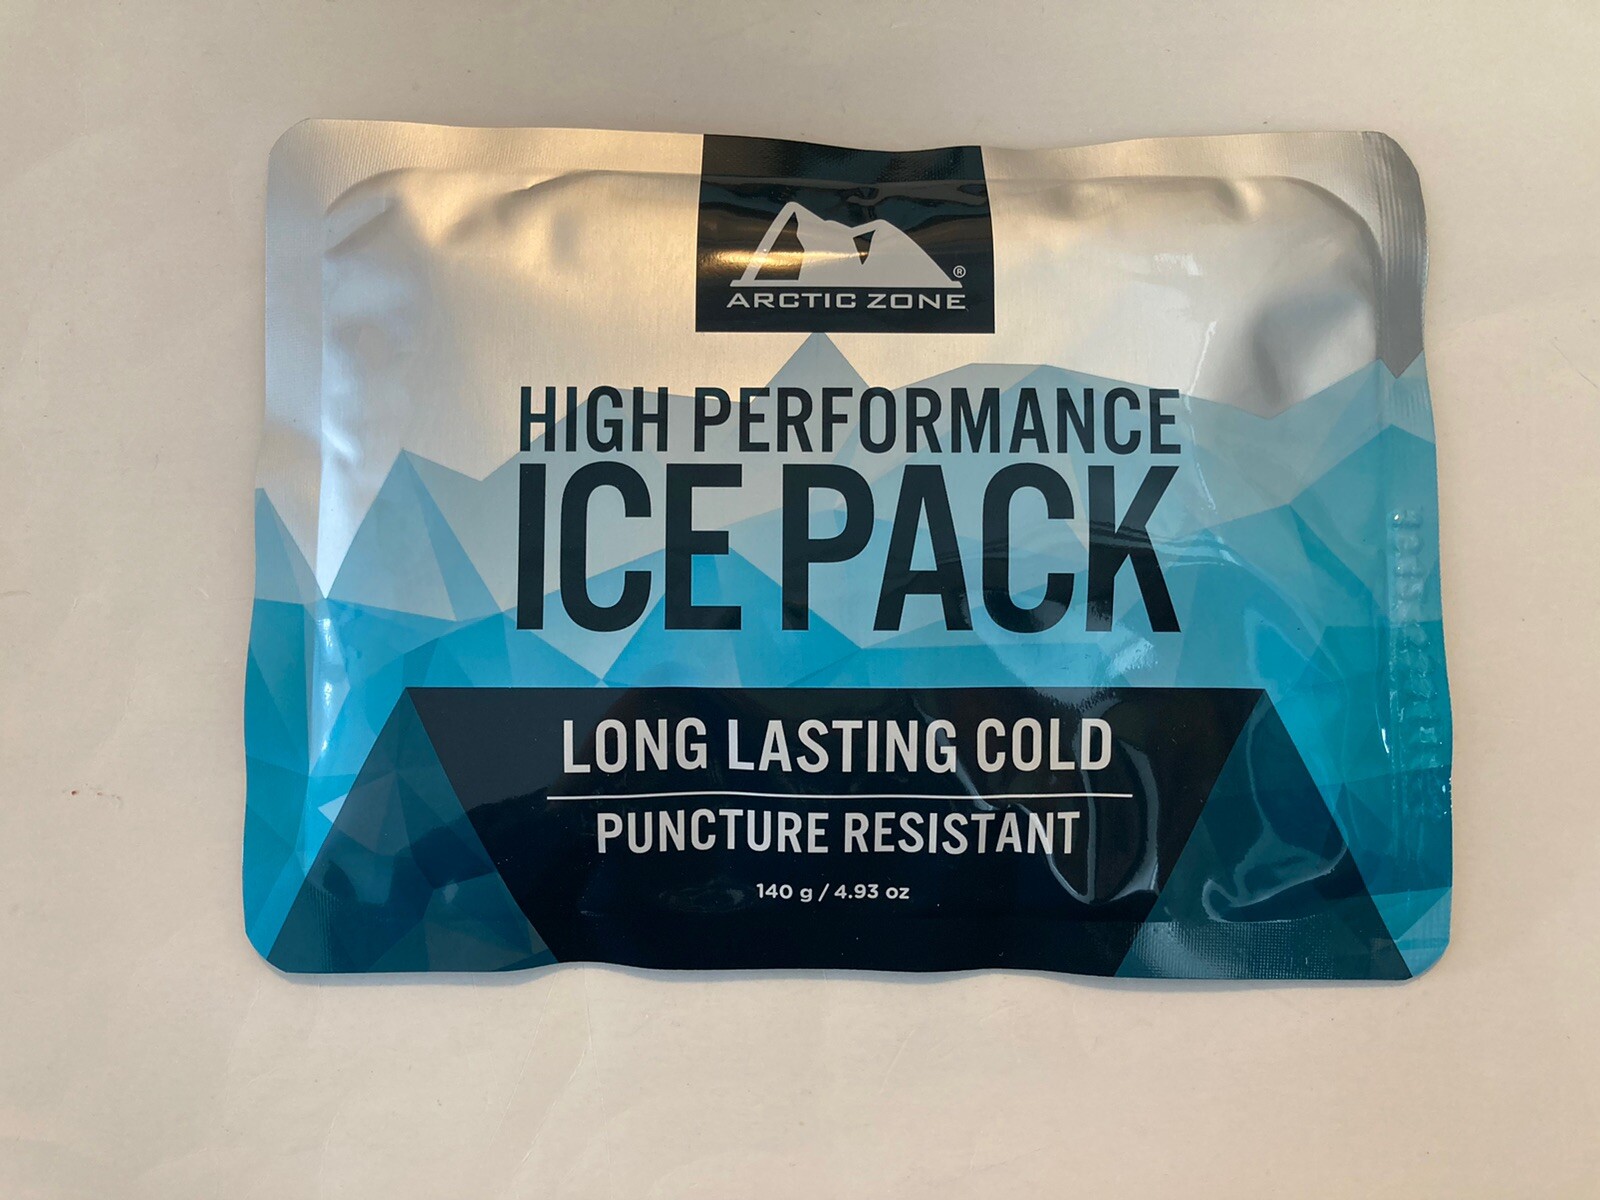 ARCTIC ZONE®
HIGH PERFORMANCE
ICE PACK
LONG LASTING COLD
PUNCTURE RESISTANT
140 g / 4.93 oz